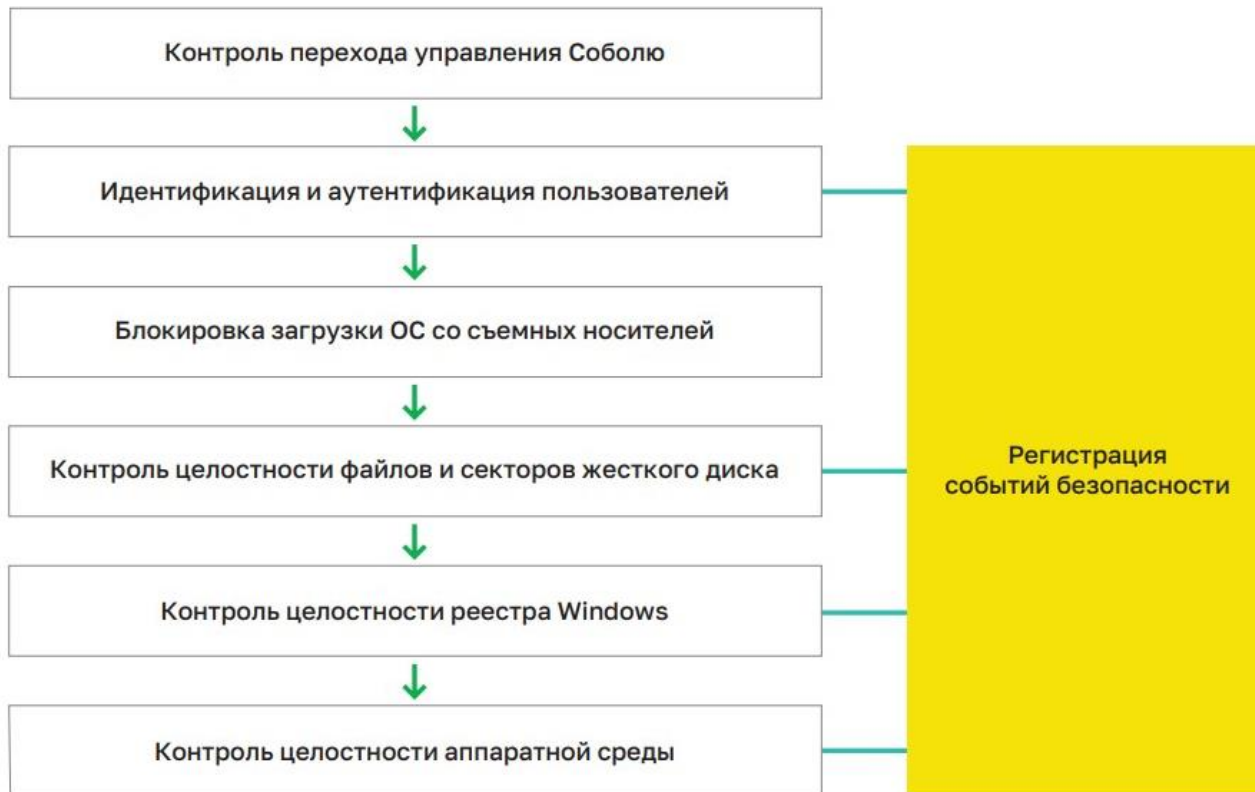 Контроль перехода управления Соболю
Идентификация и аутентификация пользователей
Блокировка загрузки ОС со съемных носителей
Контроль целостности файлов и секторов жесткого диска
Контроль целостности реестра Windows
Контроль целостности аппаратной среды
Регистрация
событий безопасности